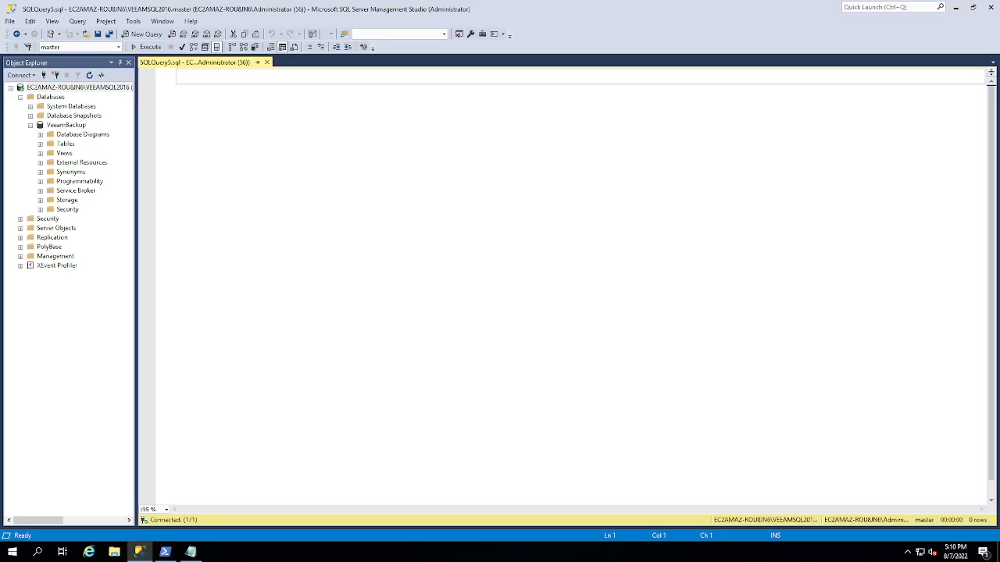 SQLQuery5.sql - EC2AMAZ-ROU8JN6\VEEAMSQL2016.master (EC2AMAZ-ROU8JN6\Administrator (56)) - Microsoft SQL Server Management Studio (Administrator)
Quick Launch (Ctrl+Q)
File Edit View Query Project Tools Window Help
New Query
master
Execute
Object Explorer
SQLQuery5.sql - EC...Administrator (56))
Connect
EC2AMAZ-ROU8JN6\VEEAMSQL2016 (
Databases
System Databases
Database Snapshots
VeeamBackup
Database Diagrams
Tables
Views
External Resources
Synonyms
Programmability
Service Broker
Storage
Security
Security
Server Objects
Replication
PolyBase
Management
XEvent Profiler
195 %
Connected. (1/1)
EC2AMAZ-ROU8JN6\VEEAMSQL201... EC2AMAZ-ROU8JN6\Admini... master 00:00:00 0 rows
Ready
Ln 1 Col 1 Ch 1 INS
5:10 PM
8/7/2022